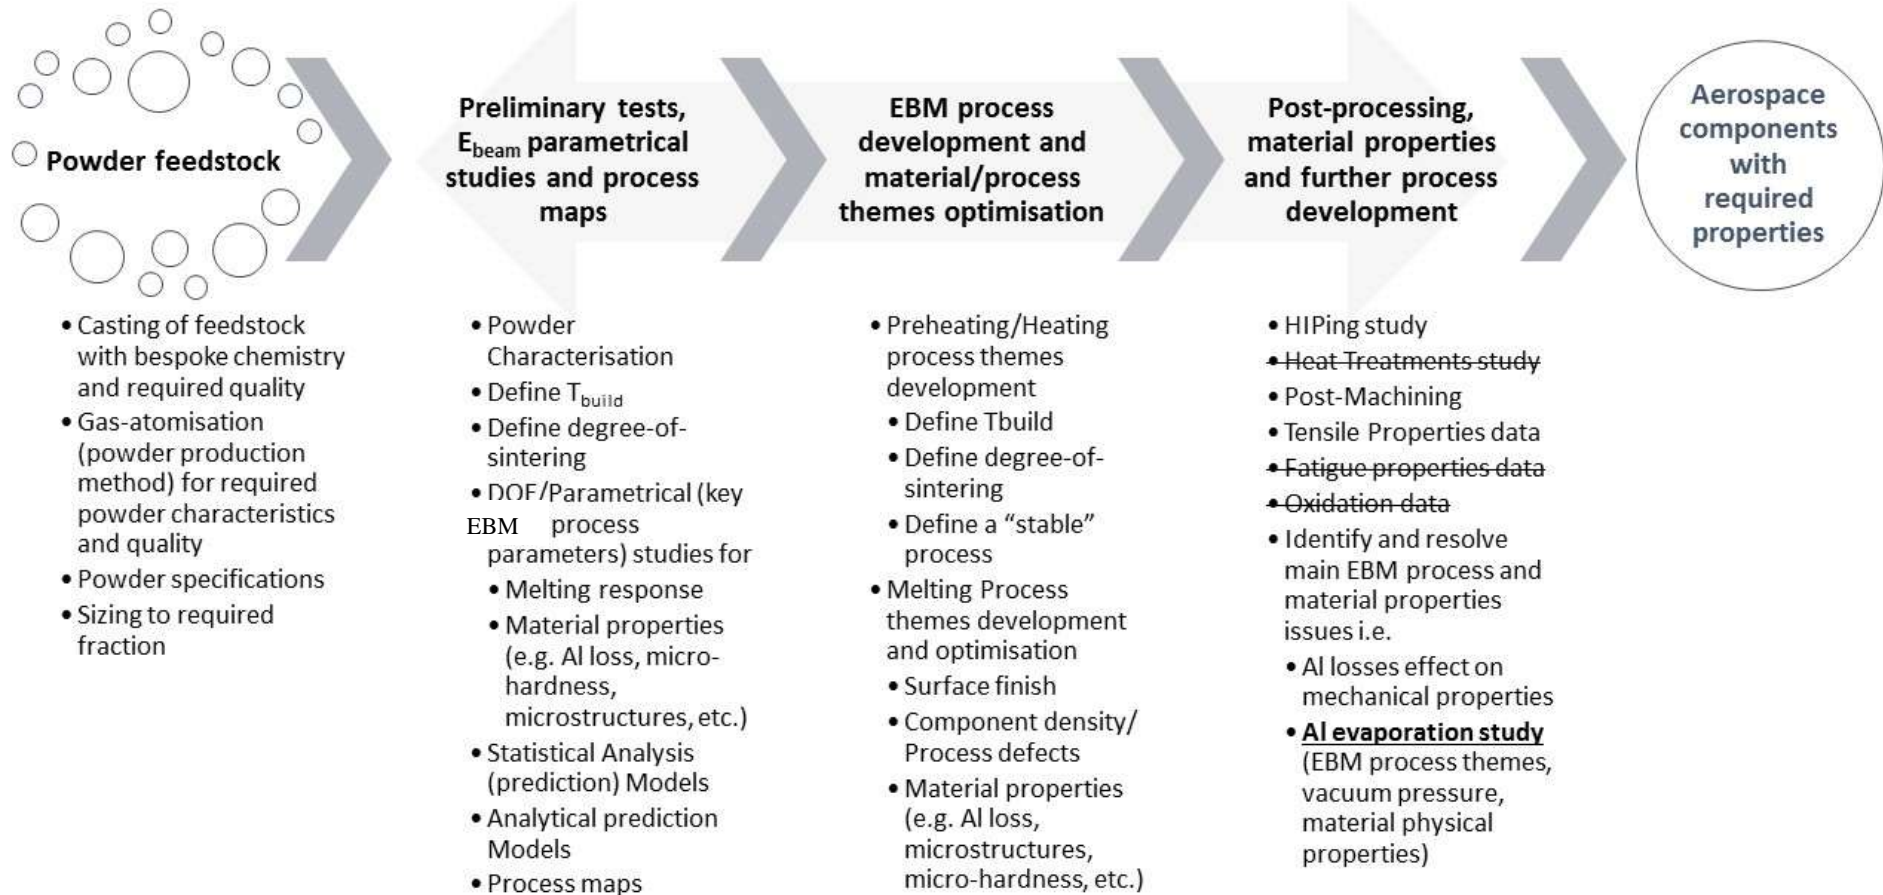 Powder feedstock
• Casting of feedstock
with bespoke chemistry
and required quality
• Gas-atomisation
(powder production
method) for required
powder characteristics
and quality
• Powder specifications
• Sizing to required
fraction
Preliminary tests,
Ebeam parametrical
studies and process
maps
• Powder
Characterisation
• Define Tbuild
• Define degree-of-
sintering
• DOE/Parametrical (key
EBM process
parameters) studies for
• Melting response
• Material properties
(e.g. Al loss, micro-
hardness,
microstructures, etc.)
• Statistical Analysis
(prediction) Models
• Analytical prediction
Models
• Process maps
EBM process
development and
material/process
themes optimisation
• Preheating/Heating
process themes
development
• Define Tbuild
• Define degree-of-
sintering
• Define a “stable”
process
• Melting Process
themes development
and optimisation
• Surface finish
• Component density/
Process defects
• Material properties
(e.g. Al loss,
microstructures,
micro-hardness, etc.)
Post-processing,
material properties
and further process
development
• HIPing study
• Heat Treatments study
• Post-Machining
• Tensile Properties data
• Fatigue properties data
• Oxidation data
• Identify and resolve
main EBM process and
material properties
issues i.e.
• Al losses effect on
mechanical properties
• Al evaporation study
(EBM process themes,
vacuum pressure,
material physical
properties)
Aerospace
components
with
required
properties